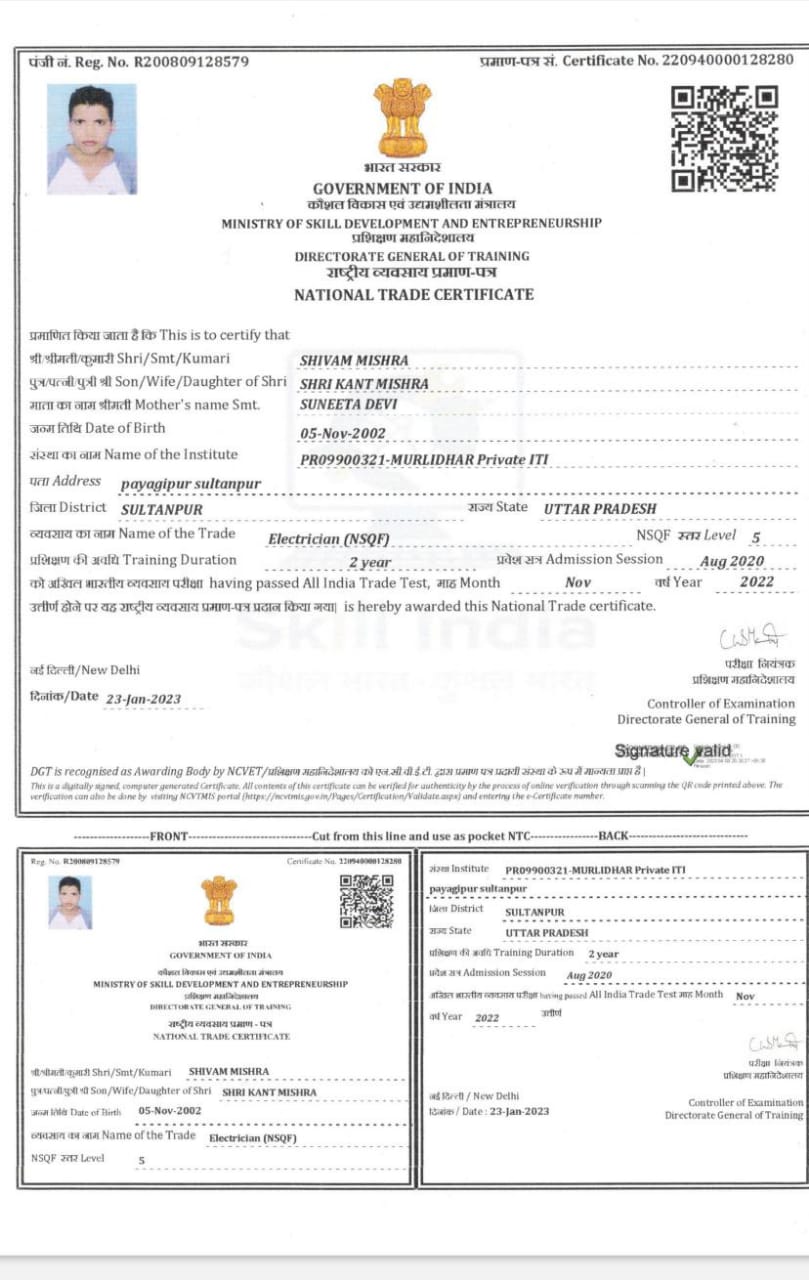 पंजी नं. Reg. No. R200809128579
प्रमाण-पत्र सं. Certificate No. 220940000128280
भारत सरकार
GOVERNMENT OF INDIA
कौशल विकास एवं उद्यमशीलता मंत्रालय
MINISTRY OF SKILL DEVELOPMENT AND ENTREPRENEURSHIP
प्रशिक्षण महानिदेशालय
DIRECTORATE GENERAL OF TRAINING
राष्ट्रीय व्यवसाय प्रमाण-पत्र
NATIONAL TRADE CERTIFICATE
प्रमाणित किया जाता है कि This is to certify that
श्री/श्रीमती/कुमारी Shri/Smt/Kumari SHIVAM MISHRA
पुत्र/पत्नी/पुत्री श्री Son/Wife/Daughter of Shri SHRI KANT MISHRA
माता का नाम श्रीमती Mother's name Smt. SUNEETA DEVI
जन्म तिथि Date of Birth 05-Nov-2002
संस्था का नाम Name of the Institute PR09900321-MURLIDHAR Private ITI
पता Address payagipur sultanpur
जिला District SULTANPUR राज्य State UTTAR PRADESH
व्यवसाय का नाम Name of the Trade Electrician (NSQF) NSQF स्तर Level 5
प्रशिक्षण की अवधि Training Duration 2 year प्रवेश सत्र Admission Session Aug 2020
को अखिल भारतीय व्यवसाय परीक्षा having passed All India Trade Test, माह Month Nov वर्ष Year 2022
उत्तीर्ण होने पर यह राष्ट्रीय व्यवसाय प्रमाण-पत्र प्रदान किया गया| is hereby awarded this National Trade certificate.
Skill India
कौशल भारत - कुशल भारत
नई दिल्ली/New Delhi
दिनांक/Date 23-Jan-2023
परीक्षा नियंत्रक
प्रशिक्षण महानिदेशालय
Controller of Examination
Directorate General of Training
Signature valid
DGT is recognised as Awarding Body by NCVET/प्रशिक्षण महानिदेशालय को एन.सी.वी.ई.टी. द्वारा प्रमाण पत्र प्रदायी संस्था के रूप में मान्यता प्राप्त है |
This is a digitally signed, computer generated Certificate. All contents of this certificate can be verified for authenticity by the process of online verification through scanning the QR code printed above. The
verification can also be done by visiting NCVTMIS portal (https://ncvtmis.gov.in/Pages/Certification/Validate.aspx) and entering the e-Certificate number.
FRONT Cut from this line and use as pocket NTC BACK
Reg. No. R200809128579
Certificate No. 220940000128280
भारत सरकार
GOVERNMENT OF INDIA
कौशल विकास एवं उद्यमशीलता मंत्रालय
MINISTRY OF SKILL DEVELOPMENT AND ENTREPRENEURSHIP
प्रशिक्षण महानिदेशालय
DIRECTORATE GENERAL OF TRAINING
राष्ट्रीय व्यवसाय प्रमाण - पत्र
NATIONAL TRADE CERTIFICATE
श्री/श्रीमती/कुमारी Shri/Smt/Kumari SHIVAM MISHRA
पुत्र/पत्नी/पुत्री श्री Son/Wife/Daughter of Shri SHRI KANT MISHRA
जन्म तिथि Date of Birth 05-Nov-2002
व्यवसाय का नाम Name of the Trade Electrician (NSQF)
NSQF स्तर Level 5
संस्था Institute PR09900321-MURLIDHAR Private ITI
payagipur sultanpur
जिला District SULTANPUR
राज्य State UTTAR PRADESH
प्रशिक्षण की अवधि Training Duration 2 year
प्रवेश सत्र Admission Session Aug 2020
अखिल भारतीय व्यवसाय परीक्षा having passed All India Trade Test माह Month Nov
वर्ष Year 2022 उत्तीर्ण
परीक्षा नियंत्रक
प्रशिक्षण महानिदेशालय
नई दिल्ली / New Delhi
दिनांक / Date : 23-Jan-2023
Controller of Examination
Directorate General of Training